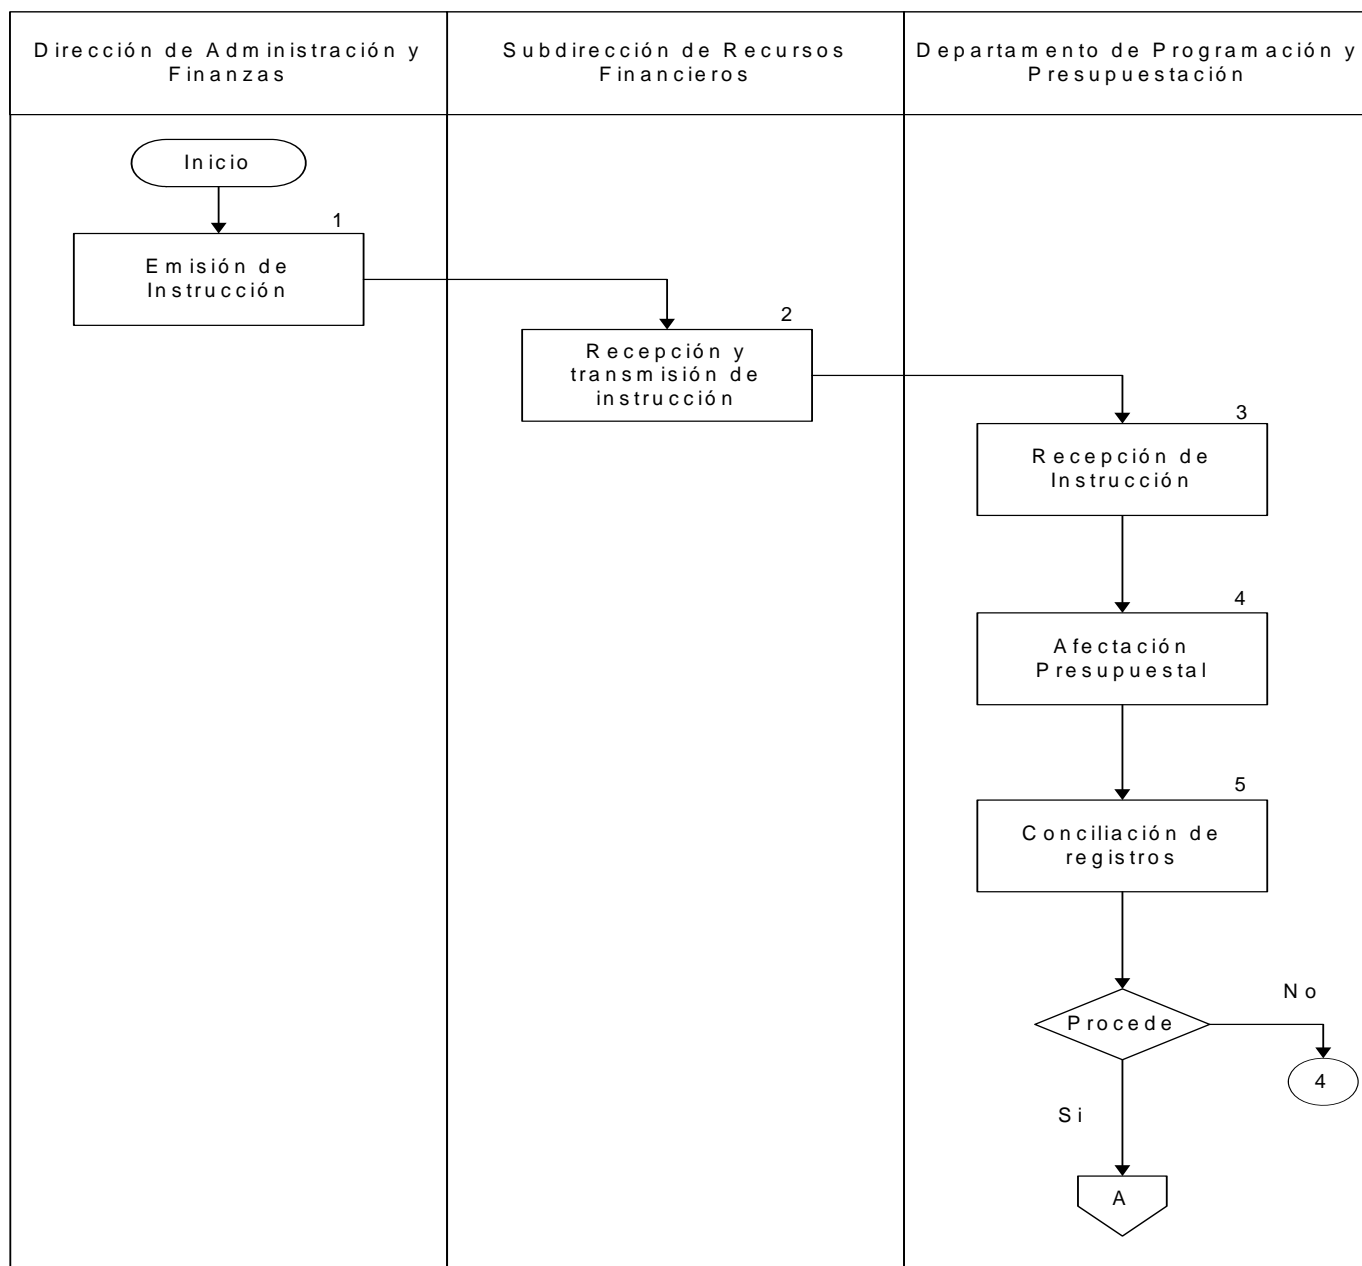 Dirección de Administración y
Finanzas
Subdirección de Recursos
Financieros
Departamento de Programación y
Presupuestación
Inicio
1
Emisión de
Instrucción
2
Recepción y
transmisión de
instrucción
3
Recepción de
Instrucción
4
Afectación
Presupuestal
5
Conciliación de
registros
Procede
No
4
Si
A